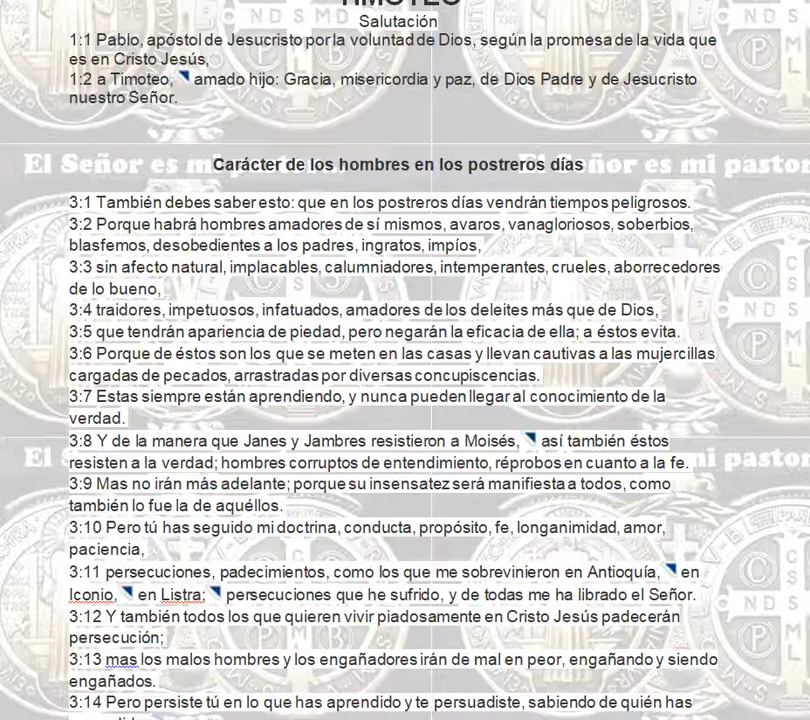 TIMOTEO
Salutación
1:1 Pablo, apóstol de Jesucristo por la voluntad de Dios, según la promesa de la vida que
es en Cristo Jesús,
1:2 a Timoteo, amado hijo: Gracia, misericordia y paz, de Dios Padre y de Jesucristo
nuestro Señor.
El Señor es mi pastor
Carácter de los hombres en los postreros días
3:1 También debes saber esto: que en los postreros días vendrán tiempos peligrosos.
3:2 Porque habrá hombres amadores de sí mismos, avaros, vanagloriosos, soberbios,
blasfemos, desobedientes a los padres, ingratos, impíos,
3:3 sin afecto natural, implacables, calumniadores, intemperantes, crueles, aborrecedores
de lo bueno,
3:4 traidores, impetuosos, infatuados, amadores de los deleites más que de Dios,
3:5 que tendrán apariencia de piedad, pero negarán la eficacia de ella; a éstos evita.
3:6 Porque de éstos son los que se meten en las casas y llevan cautivas a las mujercillas
cargadas de pecados, arrastradas por diversas concupiscencias.
3:7 Estas siempre están aprendiendo, y nunca pueden llegar al conocimiento de la
verdad.
3:8 Y de la manera que Janes y Jambres resistieron a Moisés, así también éstos
resisten a la verdad; hombres corruptos de entendimiento, réprobos en cuanto a la fe.
3:9 Mas no irán más adelante; porque su insensatez será manifiesta a todos, como
también lo fue la de aquéllos.
3:10 Pero tú has seguido mi doctrina, conducta, propósito, fe, longanimidad, amor,
paciencia,
3:11 persecuciones, padecimientos, como los que me sobrevinieron en Antioquía, en
Iconio, en Listra; persecuciones que he sufrido, y de todas me ha librado el Señor.
3:12 Y también todos los que quieren vivir piadosamente en Cristo Jesús padecerán
persecución;
3:13 mas los malos hombres y los engañadores irán de mal en peor, engañando y siendo
engañados.
3:14 Pero persiste tú en lo que has aprendido y te persuadiste, sabiendo de quién has